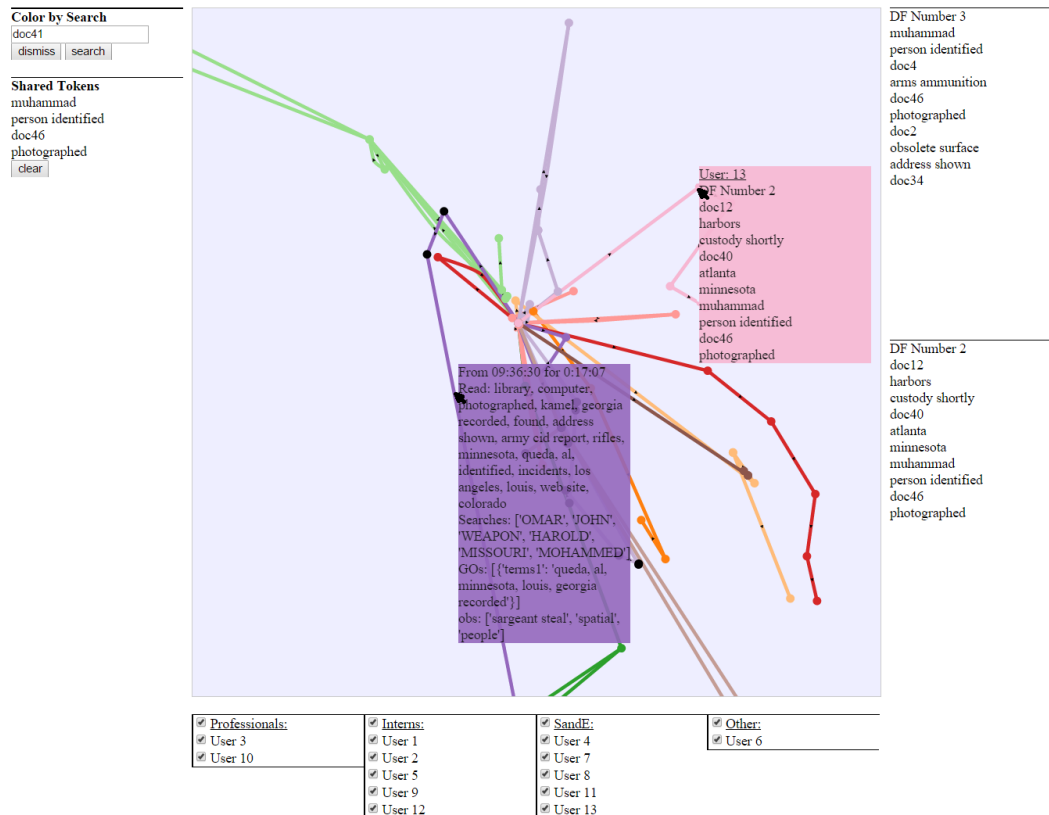 Color by Search
doc41
dismiss search
Shared Tokens
muhammad
person identified
doc46
photographed
clear
User: 13
DF Number 2
doc12
harbors
custody shortly
doc40
atlanta
minnesota
muhammad
person identified
doc46
photographed
From 09:36:30 for 0:17:07
Read: library, computer,
photographed, kamel, georgia
recorded, found, address
shown, army cid report, rifles,
minnesota, queda, al,
identified, incidents, los
angeles, louis, web site,
colorado
Searches: ['OMAR', 'JOHN',
'WEAPON', 'HAROLD',
'MISSOURI', 'MOHAMMED']
GOs: [{'terms1': 'queda, al,
minnesota, louis, georgia
recorded'}]
obs: ['sargeant steal', 'spatial',
'people']
DF Number 3
muhammad
person identified
doc4
arms ammunition
doc46
photographed
doc2
obsolete surface
address shown
doc34
DF Number 2
doc12
harbors
custody shortly
doc40
atlanta
minnesota
muhammad
person identified
doc46
photographed
Professionals:
User 3
User 10
Interns:
User 1
User 2
User 5
User 9
User 12
SandE:
User 4
User 7
User 8
User 11
User 13
Other:
User 6